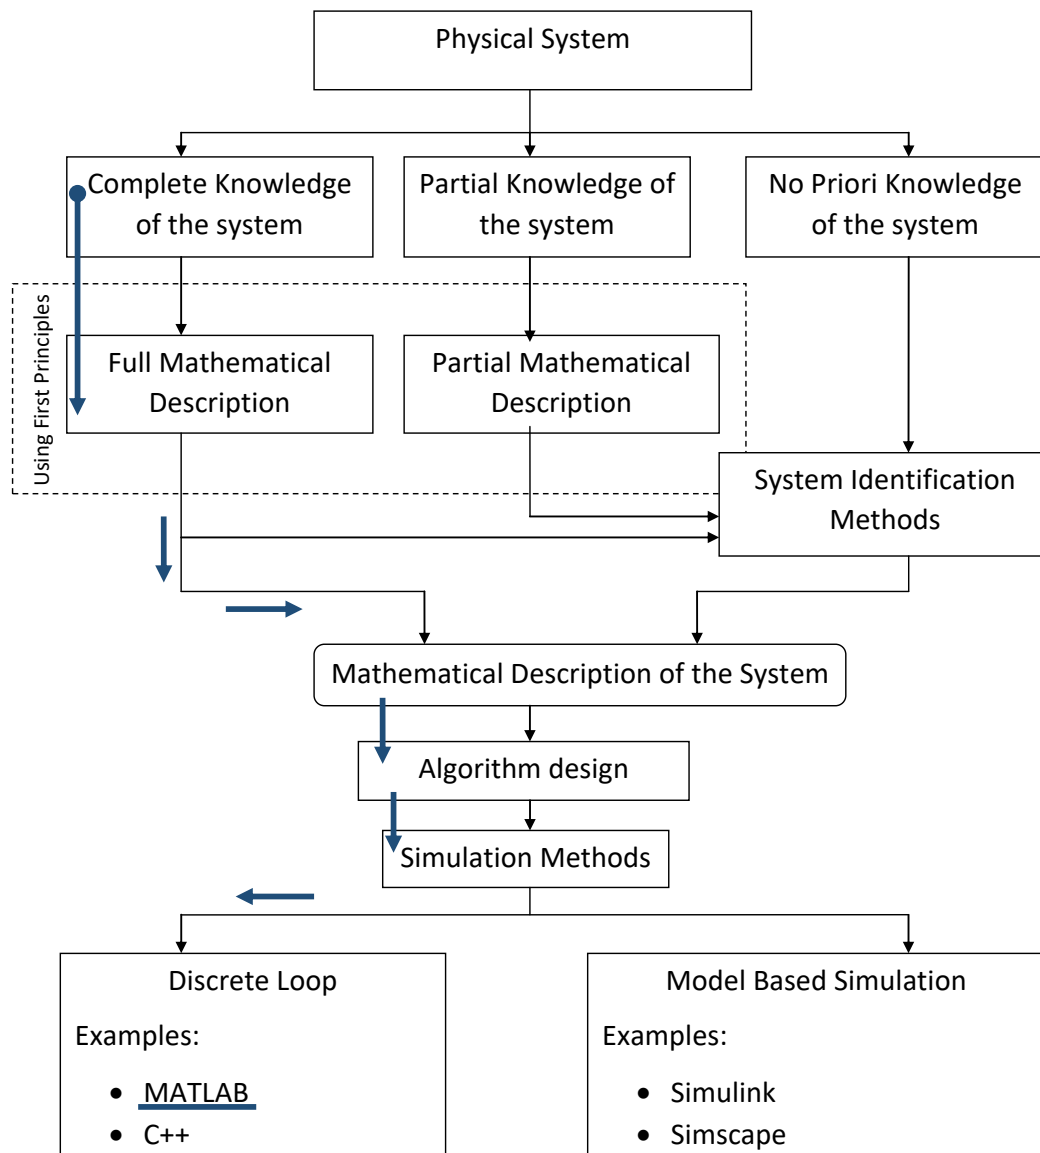 Physical System
Complete Knowledge
of the system
Partial Knowledge of
the system
No Priori Knowledge
of the system
Using First Principles
Full Mathematical
Description
Partial Mathematical
Description
System Identification
Methods
Mathematical Description of the System
Algorithm design
Simulation Methods
Discrete Loop
Examples:
• MATLAB
• C++
Model Based Simulation
Examples:
• Simulink
• Simscape